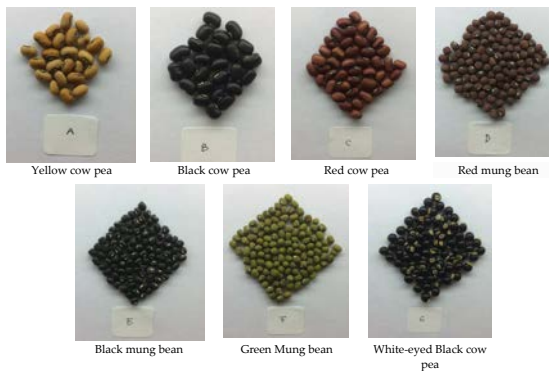 A
B
C
D
Yellow cow pea
Black cow pea
Red cow pea
Red mung bean
E
F
G
Black mung bean
Green Mung bean
White-eyed Black cow
pea